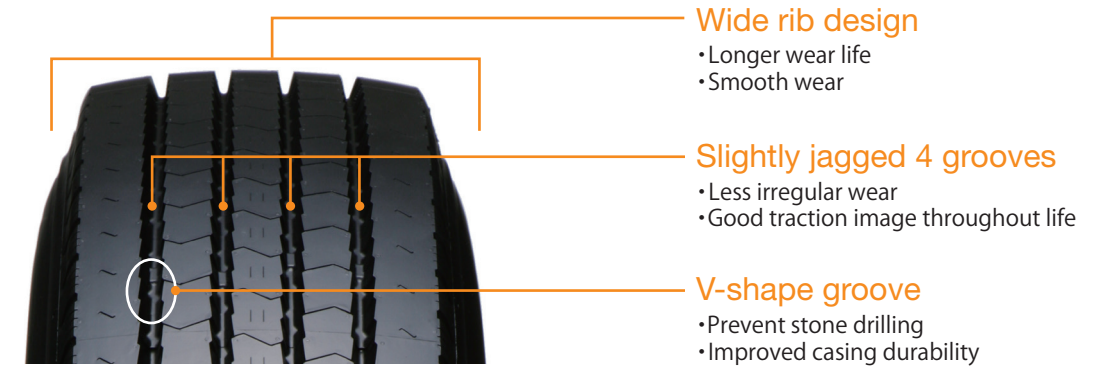 Wide rib design
・Longer wear life
・Smooth wear
Slightly jagged 4 grooves
・Less irregular wear
・Good traction image throughout life
V-shape groove
・Prevent stone drilling
・Improved casing durability